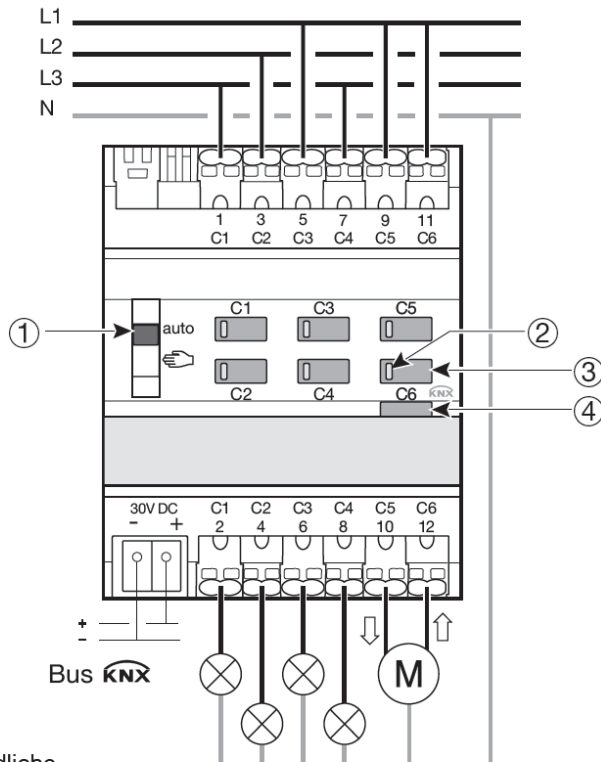 L1
L2
L3
N
1 3 5 7 9 11
C1 C2 C3 C4 C5 C6
C1 C3 C5
① auto ②
③
C2 C4 C6 KNX
④
30V DC C1 C2 C3 C4 C5 C6
- + 2 4 6 8 10 12
+
-
Bus KNX M
dliche